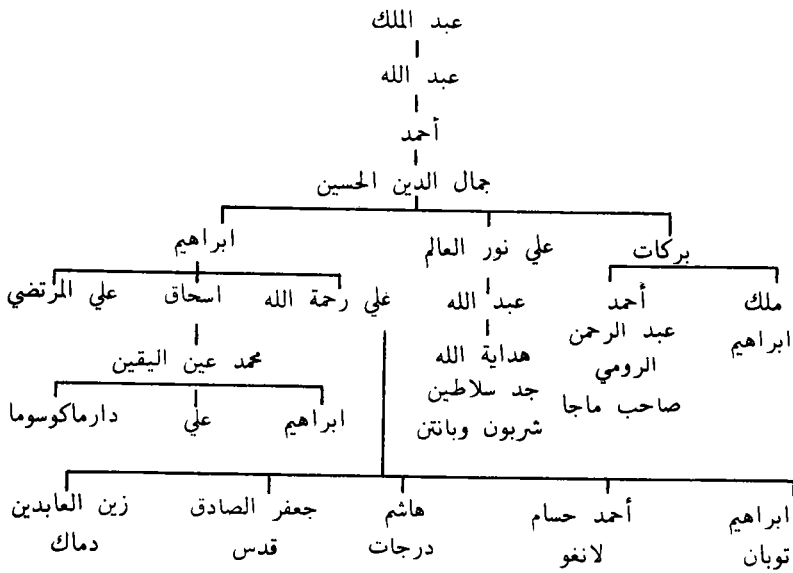 عبد الملك
عبد الله
أحمد
جمال الدين الحسين
بركات
علي نور العالم
ابراهيم
ملك
ابراهيم
أحمد
عبد الرحمن
الرومي
صاحب ماجا
عبد الله
هداية الله
جد سلاطين
شربون وبانتن
علي رحمة الله
اسحاق
علي المرتضي
محمد عين اليقين
ابراهيم
علي
دارماكوسوما
ابراهيم
توبان
أحمد حسام
لانغو
هاشم
درجات
جعفر الصادق
قدس
زين العابدين
دماك